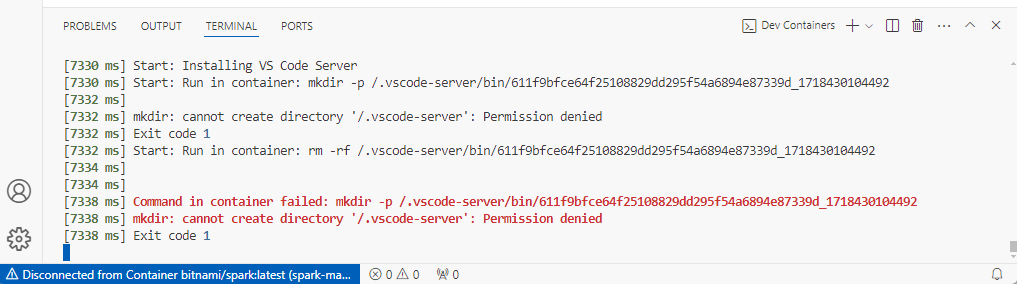 PROBLEMS OUTPUT TERMINAL PORTS Dev Containers
[7330 ms] Start: Installing VS Code Server
[7330 ms] Start: Run in container: mkdir -p /.vscode-server/bin/611f9bfce64f25108829dd295f54a6894e87339d_1718430104492
[7332 ms]
[7332 ms] mkdir: cannot create directory '/.vscode-server': Permission denied
[7332 ms] Exit code 1
[7332 ms] Start: Run in container: rm -rf /.vscode-server/bin/611f9bfce64f25108829dd295f54a6894e87339d_1718430104492
[7334 ms]
[7334 ms]
[7338 ms] Command in container failed: mkdir -p /.vscode-server/bin/611f9bfce64f25108829dd295f54a6894e87339d_1718430104492
[7338 ms] mkdir: cannot create directory '/.vscode-server': Permission denied
[7338 ms] Exit code 1
Disconnected from Container bitnami/spark:latest (spark-ma... 0 0 0